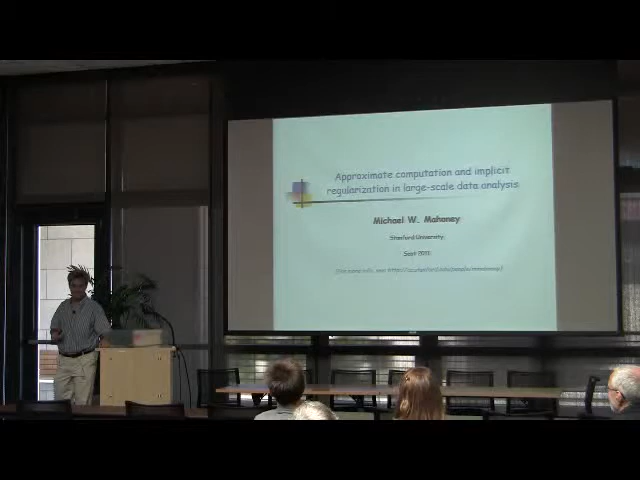 Approximate computation and implicit
regularization in large-scale data analysis
Michael W. Mahoney
Stanford University
Sept 2011